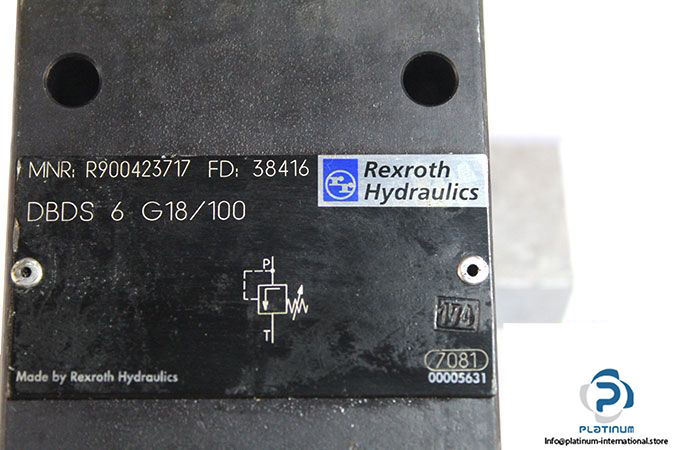 MNR: R900423717 FD: 38416
Rexroth
Hydraulics
DBDS 6 G18/100
P
T
174
7081
Made by Rexroth Hydraulics
00005631
PLATINUM
Info@platinum-international.store